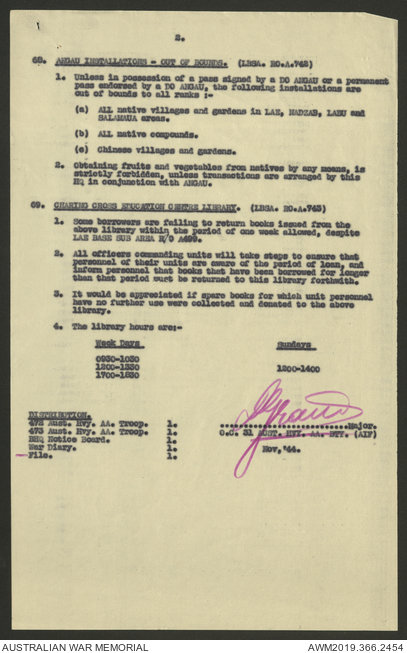 2.
68. ANGAU INSTALLATIONS - OUT OF BOUNDS. (LBSA. RO.A.742)
1. Unless in possession of a pass signed by a DO ANGAU or a permanent
pass endorsed by a DO ANGAU, the following installations are
out of bounds to all ranks :-
(a) ALL native villages and gardens in LAE, NADZAB, LABU and
SALAMAUA areas.
(b) ALL native compounds.
(c) Chinese villages and gardens.
2. Obtaining fruits and vegetables from natives by any means, is
strictly forbidden, unless transactions are arranged by this
HQ in conjunction with ANGAU.
69. CHARING CROSS EDUCATION CENTRE LIBRARY. (LBSA RO.A.743)
1. Some borrowers are failing to return books issued from the
above library within the period of one week allowed, despite
LAE BASE SUB AREA R/O A499.
2. All officers commanding units will take steps to ensure that
personnel of their units are aware of the period of loan, and
inform personnel that books that have been borrowed for longer
than that period must be returned to this library forthwith.
3. It would be appreciated if spare books for which unit personnel
have no further use were collected and donated to the above
library.
4. The library hours are:-
Week Days Sundays
0930-1030
1200-1330 1200-1400
1700-1830
DISTRIBUTION.
472 Aust. Hvy. AA. Troop. 1. ........................Major.
473 Aust. Hvy. AA. Troop. 1. O.C. 31 AUST. HVY. AA. BTY. (AIF)
BHQ Notice Board. 1.
War Diary. 1. Nov,'44.
File. 1.
AUSTRALIAN WAR MEMORIAL AWM2019.366.2454